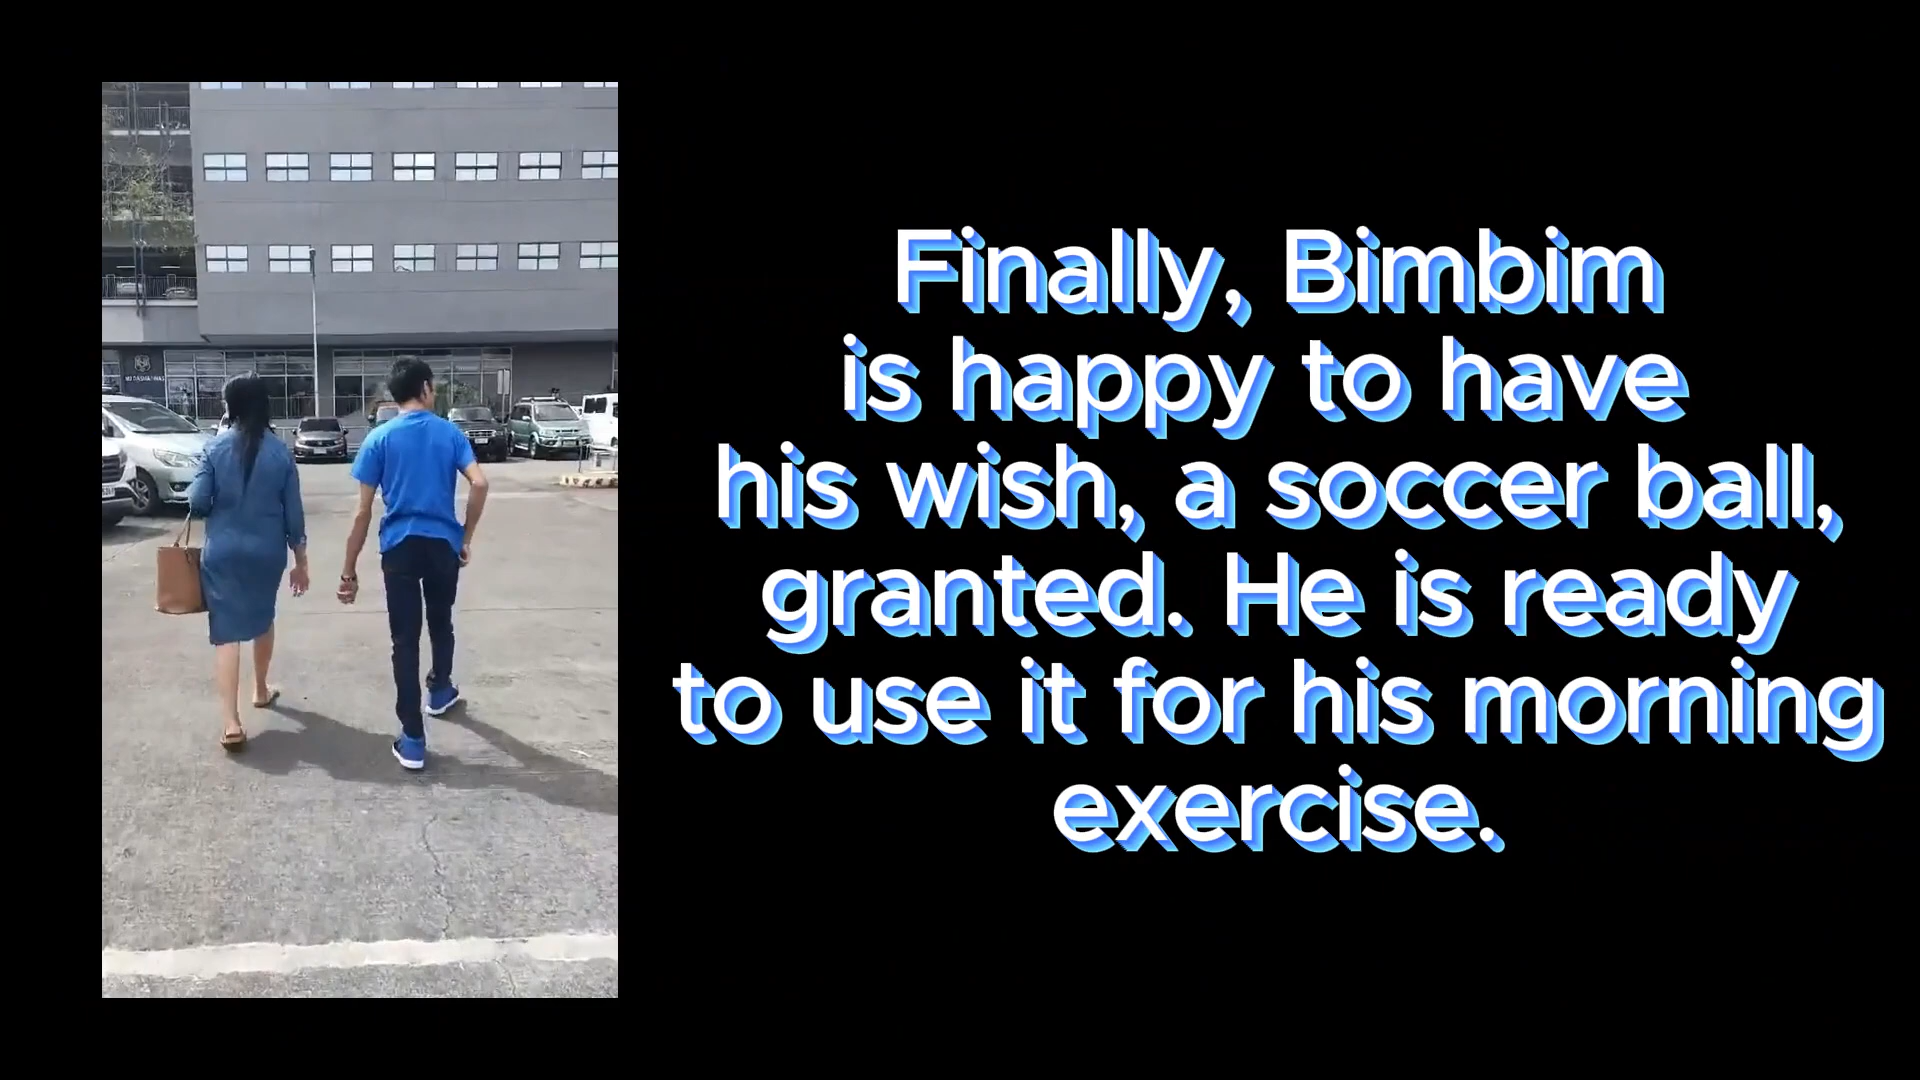 Finally, Bimbim
is happy to have
his wish, a soccer ball,
granted. He is ready
to use it for his morning
exercise.